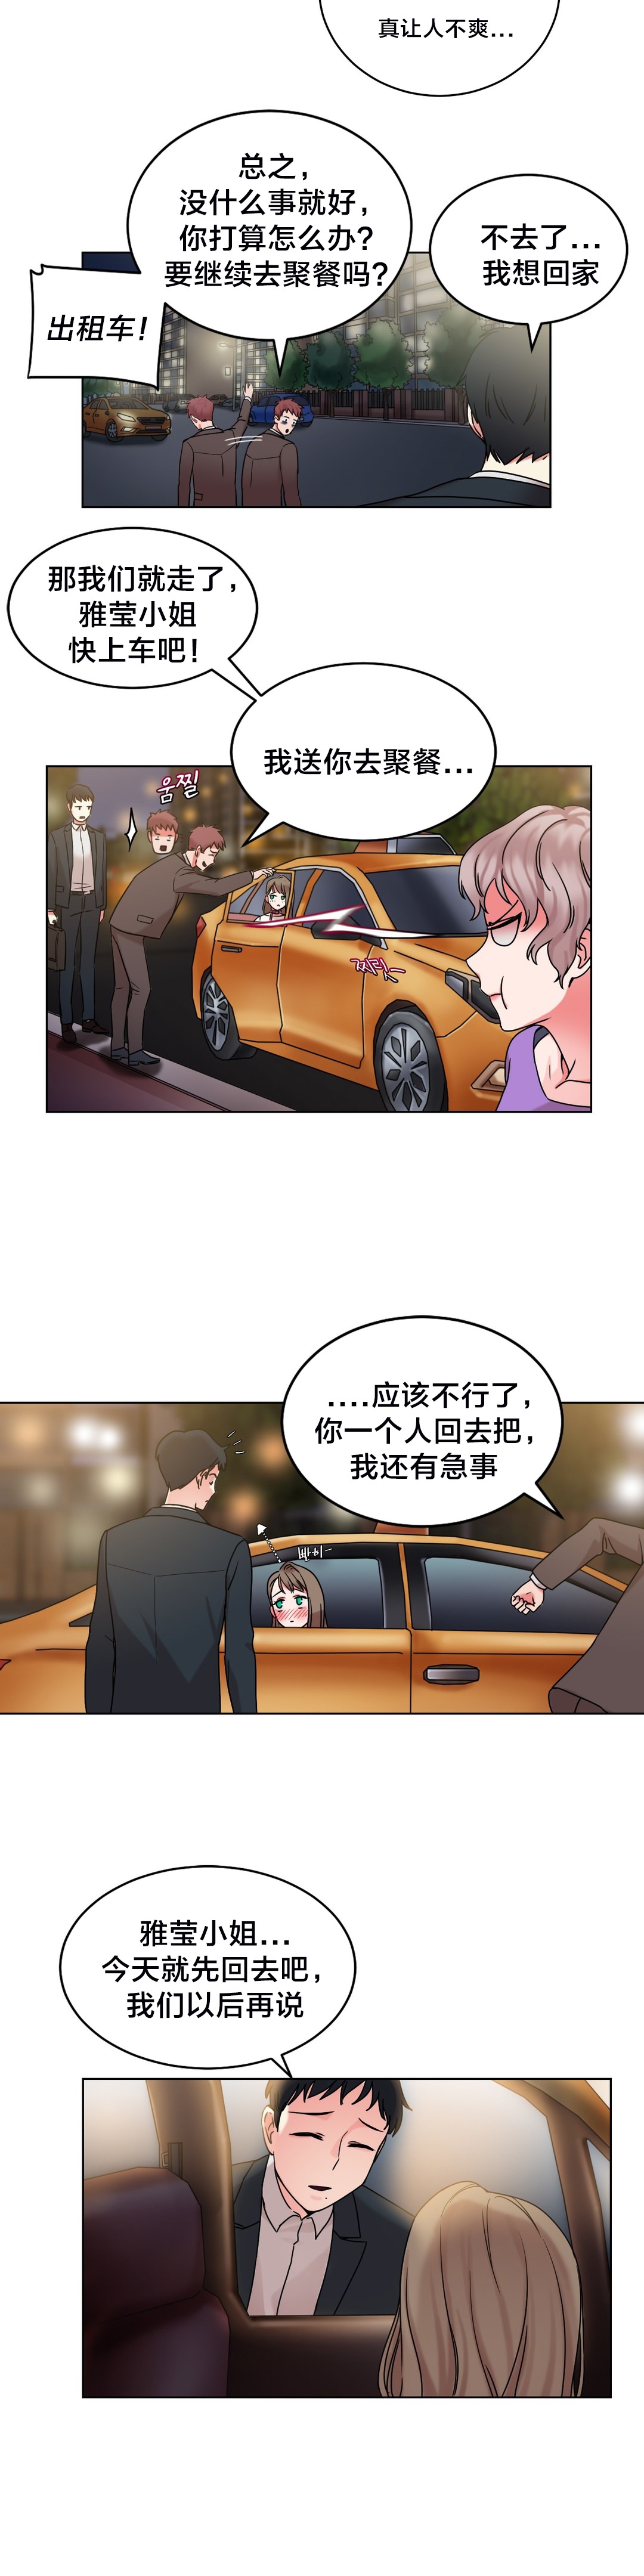 真让人不爽...
总之，
没什么事就好，
你打算怎么办？
要继续去聚餐吗？
不去了...
我想回家
出租车！
那我们就走了，
雅莹小姐
快上车吧！
我送你去聚餐...
움찔
찌릿
....应该不行了，
你一个人回去把，
我还有急事
雅莹小姐...
今天就先回去吧，
我们以后再说